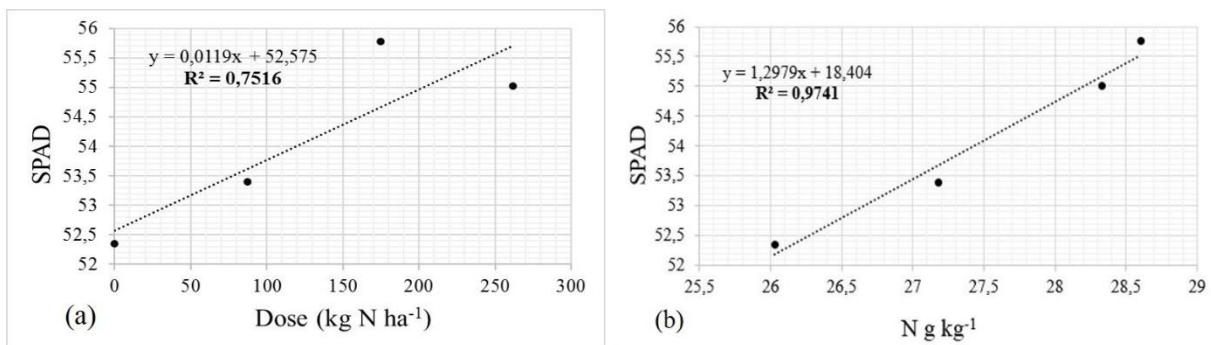 56
55,5
55
54,5
54
53,5
53
52,5
52
SPAD
y = 0,0119x + 52,575
R² = 0,7516
0 50 100 150 200 250 300
(a) Dose (kg N ha⁻¹)
56
55,5
55
54,5
54
53,5
53
52,5
52
SPAD
y = 1,2979x + 18,404
R² = 0,9741
25,5 26 26,5 27 27,5 28 28,5 29
(b) N g kg⁻¹